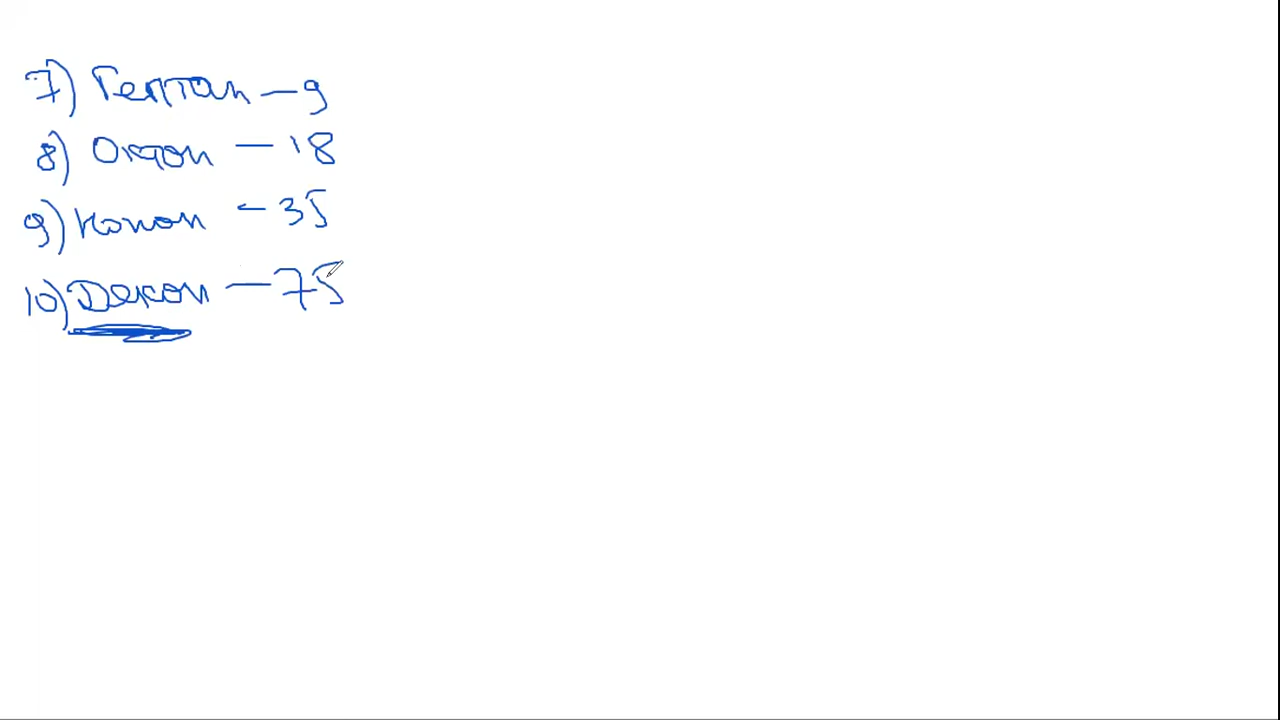 7) Гептан - 9
8) Октан - 18
9) Нонан - 35
10) Декан - 75